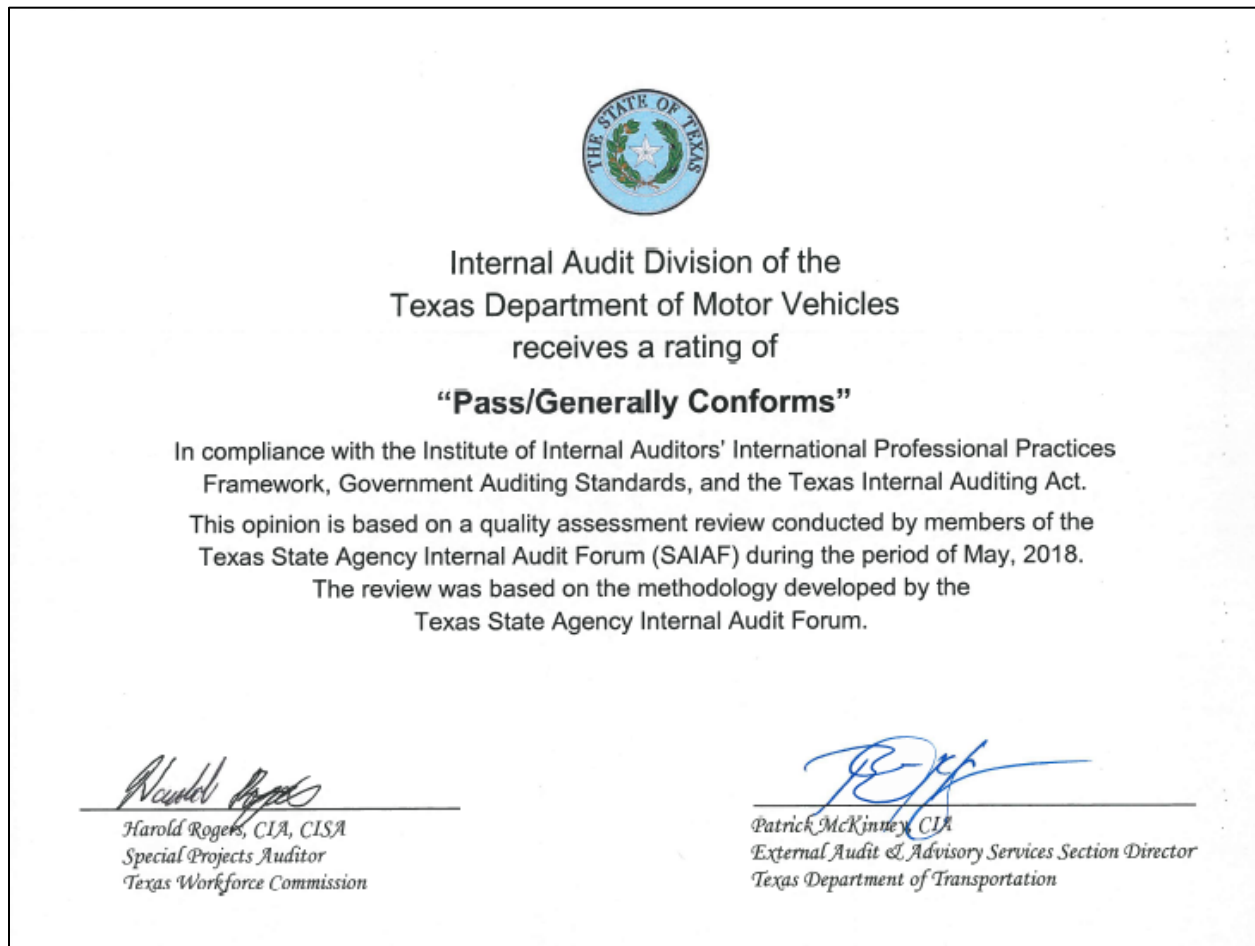 THE STATE OF TEXAS
Internal Audit Division of the
Texas Department of Motor Vehicles
receives a rating of
“Pass/Generally Conforms”
In compliance with the Institute of Internal Auditors’ International Professional Practices
Framework, Government Auditing Standards, and the Texas Internal Auditing Act.
This opinion is based on a quality assessment review conducted by members of the
Texas State Agency Internal Audit Forum (SAIAF) during the period of May, 2018.
The review was based on the methodology developed by the
Texas State Agency Internal Audit Forum.
Harold Rogers
Harold Rogers, CIA, CISA
Special Projects Auditor
Texas Workforce Commission
Patrick McKinney, CIA
External Audit & Advisory Services Section Director
Texas Department of Transportation